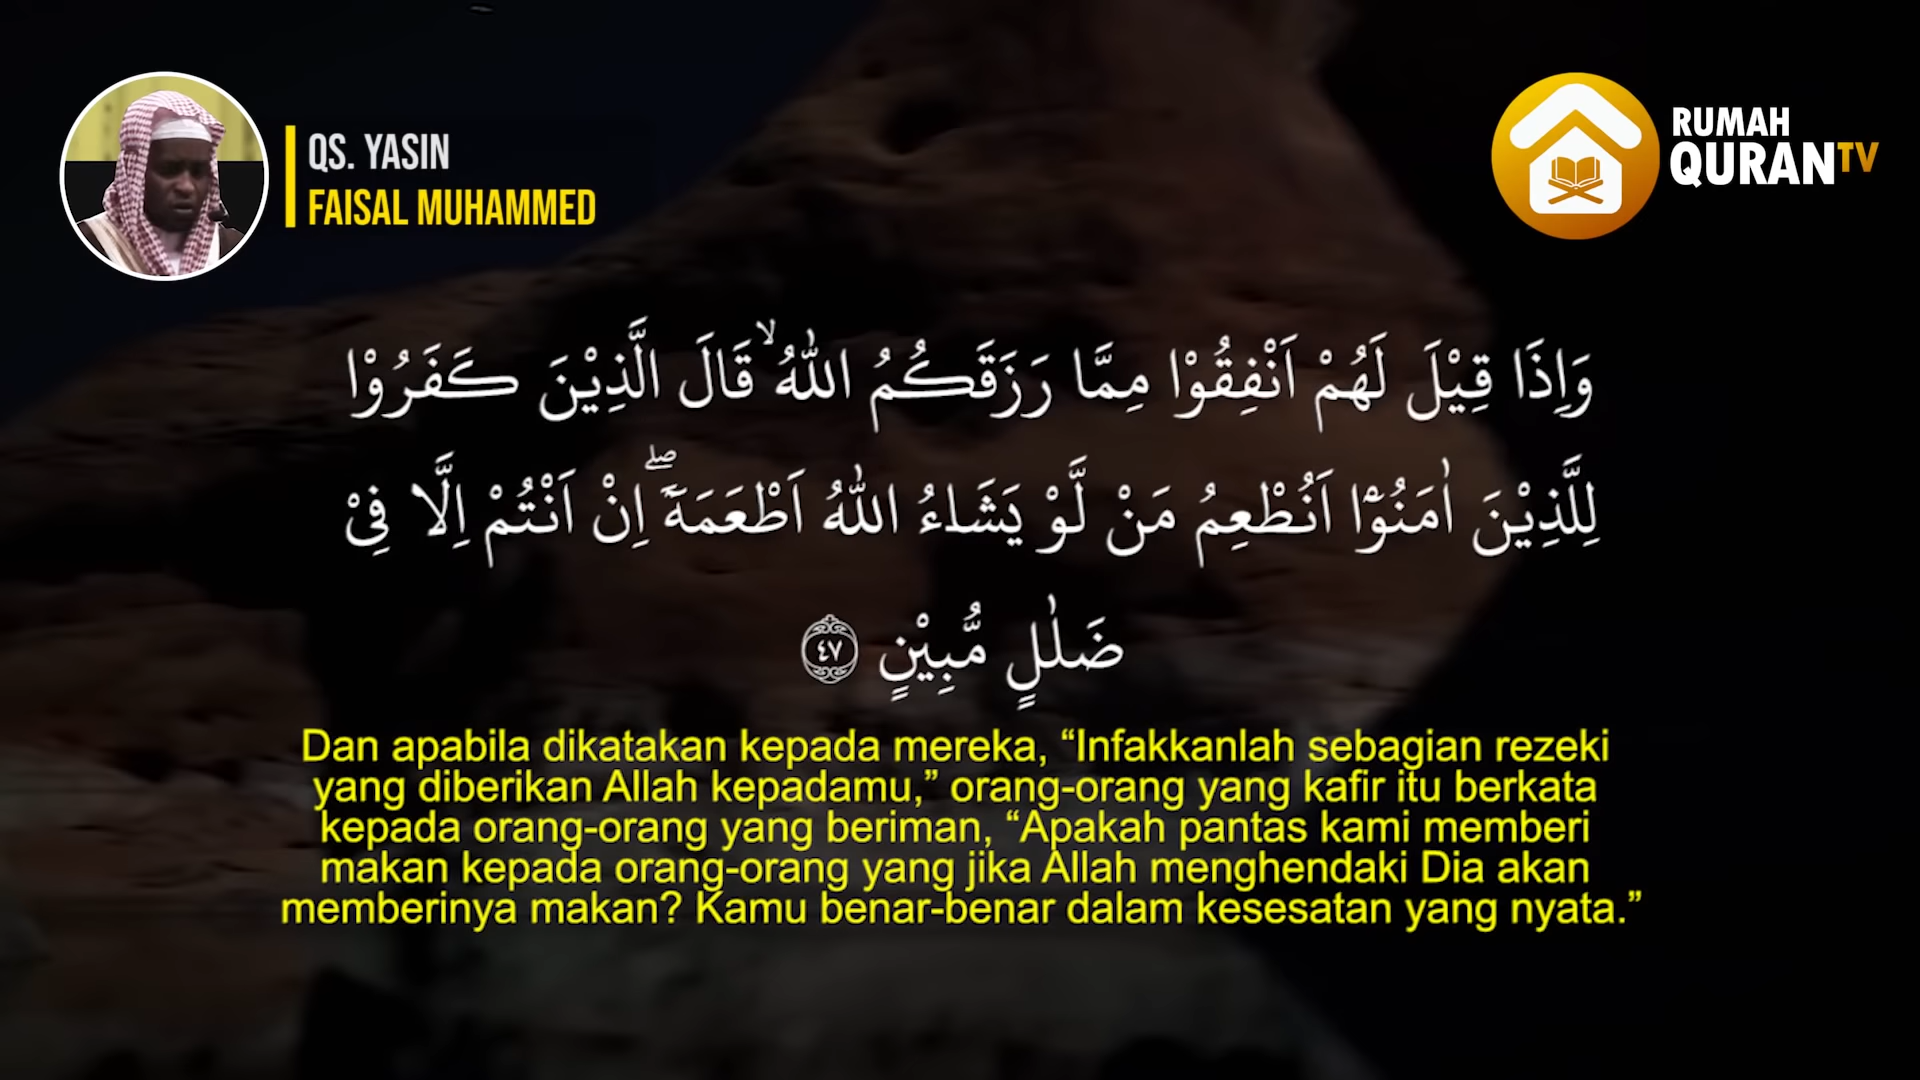 QS. YASIN
FAISAL MUHAMMED
RUMAH
QURANTV
وَاِذَا قِيْلَ لَهُمْ اَنْفِقُوْا مِمَّا رَزَقَكُمُ اللّٰهُ ۙقَالَ الَّذِيْنَ كَفَرُوْا
لِلَّذِيْنَ اٰمَنُوْٓا اَنُطْعِمُ مَنْ لَّوْ يَشَاۤءُ اللّٰهُ اَطْعَمَهٗٓ ۖاِنْ اَنْتُمْ اِلَّا فِيْ
ضَلٰلٍ مُّبِيْنٍ ٤٧
Dan apabila dikatakan kepada mereka, “Infakkanlah sebagian rezeki
yang diberikan Allah kepadamu,” orang-orang yang kafir itu berkata
kepada orang-orang yang beriman, “Apakah pantas kami memberi
makan kepada orang-orang yang jika Allah menghendaki Dia akan
memberinya makan? Kamu benar-benar dalam kesesatan yang nyata.”